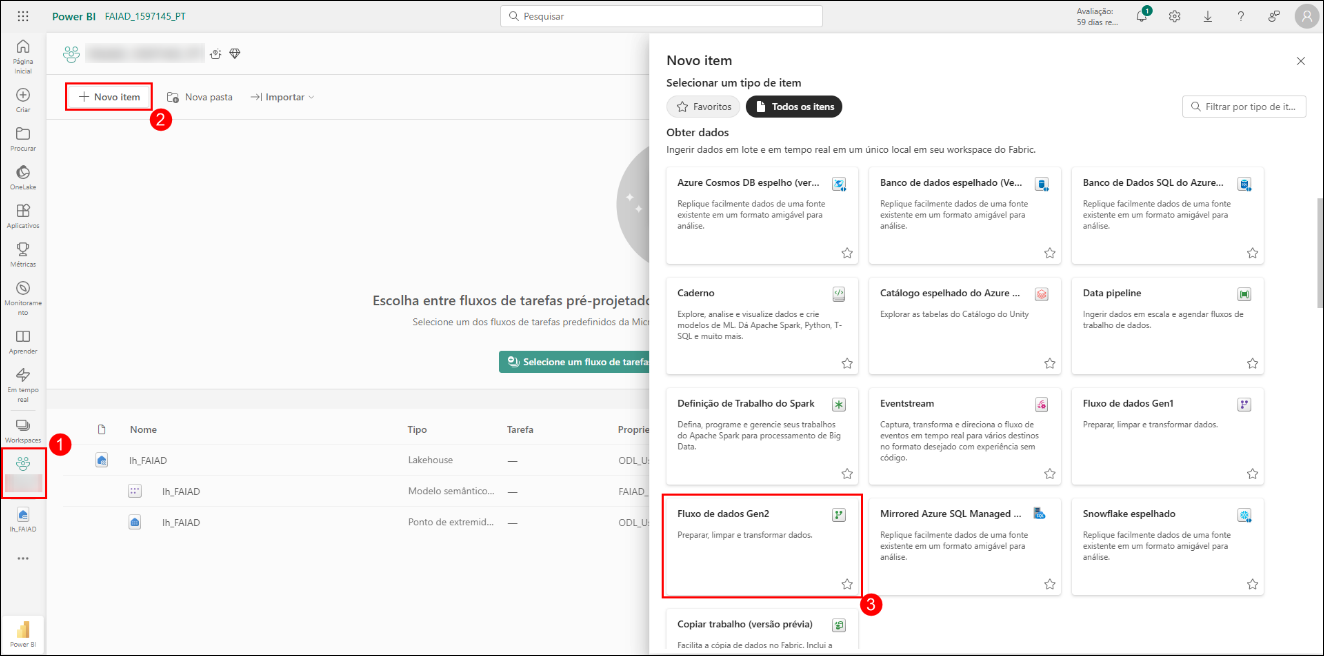 Power BI FAIAD_1597145_PT
Pesquisar
Avaliação:
59 dias re...
1
?
Página
Inicial
Criar
Procurar
OneLake
Aplicativos
Métricas
Monitorame
nto
Aprender
Em tempo
real
Workspaces
1
lh_FAIAD
...
Power BI
+ Novo item
2
Nova pasta
Importar
Escolha entre fluxos de tarefas pré-projetado
Selecione um dos fluxos de tarefas predefinidos da Micr
Selecione um fluxo de tarefas
Nome Tipo Tarefa Proprie
lh_FAIAD Lakehouse — ODL_Us
lh_FAIAD Modelo semântico... — FAIAD_
lh_FAIAD Ponto de extremid... — ODL_Us
Novo item
Selecionar um tipo de item
Favoritos
Todos os itens
Filtrar por tipo de it...
Obter dados
Ingerir dados em lote e em tempo real em um único local em seu workspace do Fabric.
Azure Cosmos DB espelho (ver...
Replique facilmente dados de uma fonte
existente em um formato amigável para
análise.
Banco de dados espelhado (Ve...
Replique facilmente dados de uma fonte
existente em um formato amigável para
análise.
Banco de Dados SQL do Azure...
Replique facilmente dados de uma fonte
existente em um formato amigável para
análise.
Caderno
Explore, analise e visualize dados e crie
modelos de ML. Dá Apache Spark, Python, T-
SQL e muito mais.
Catálogo espelhado do Azure ...
Explorar as tabelas do Catálogo do Unity
Data pipeline
Ingerir dados em escala e agendar fluxos de
trabalho de dados.
Definição de Trabalho do Spark
Defina, programe e gerencie seus trabalhos
do Apache Spark para processamento de Big
Data.
Eventstream
Captura, transforma e direciona o fluxo de
eventos em tempo real para vários destinos
no formato desejado com experiência sem
código.
Fluxo de dados Gen1
Preparar, limpar e transformar dados.
Fluxo de dados Gen2
Preparar, limpar e transformar dados.
3
Mirrored Azure SQL Managed ...
Replique facilmente dados de uma fonte
existente em um formato amigável para
análise.
Snowflake espelhado
Replique facilmente dados de uma fonte
existente em um formato amigável para
análise.
Copiar trabalho (versão prévia)
Facilita a cópia de dados no Fabric. Inclui a